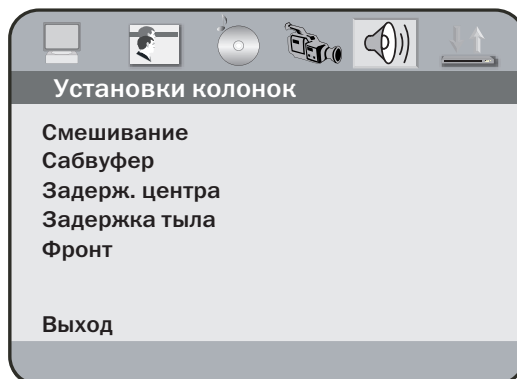 Установки колонок
Смешивание
Сабвуфер
Задерж. центра
Задержка тыла
Фронт
Выход